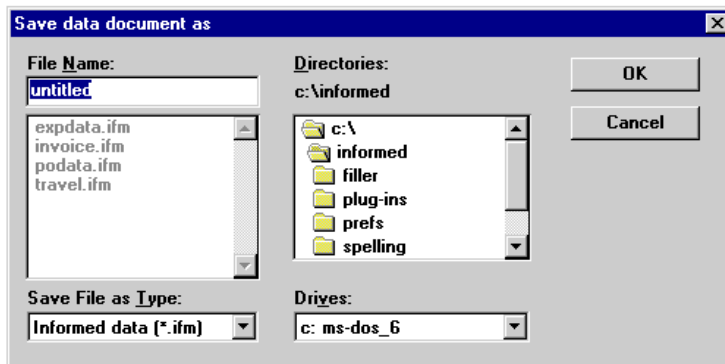 Save data document as
File Name:
untitled
expdata.ifm
invoice.ifm
podata.ifm
travel.ifm
Save File as Type:
Informed data (*.ifm)
Directories:
c:\informed
c:\
informed
filler
plug-ins
prefs
spelling
Drives:
c: ms-dos_6
OK
Cancel